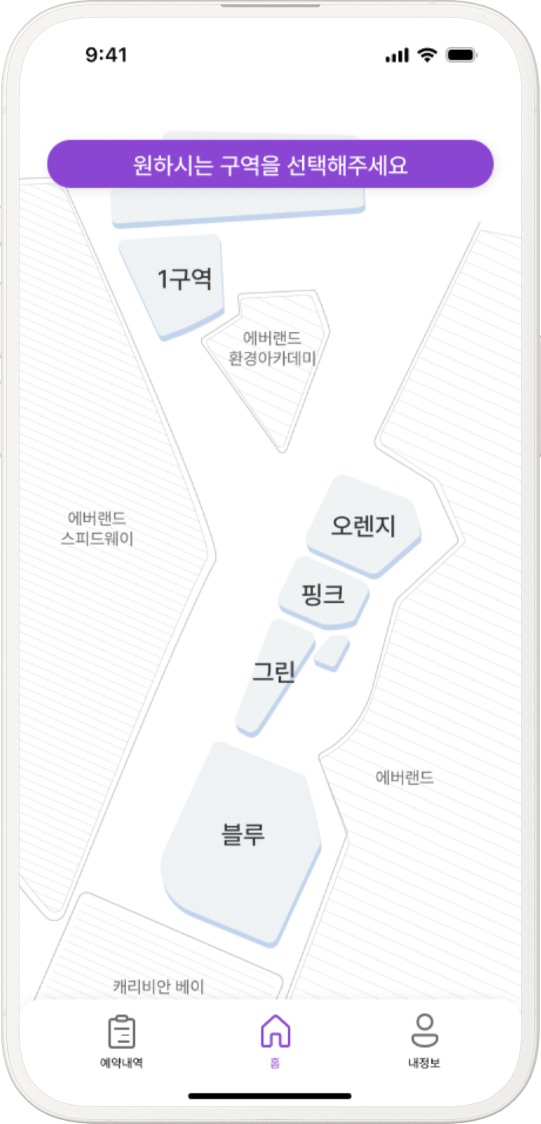 9:41
원하시는 구역을 선택해주세요
1구역
에버랜드
환경아카데미
에버랜드
스피드웨이
오렌지
핑크
그린
에버랜드
블루
캐리비안 베이
예약내역
홈
내정보